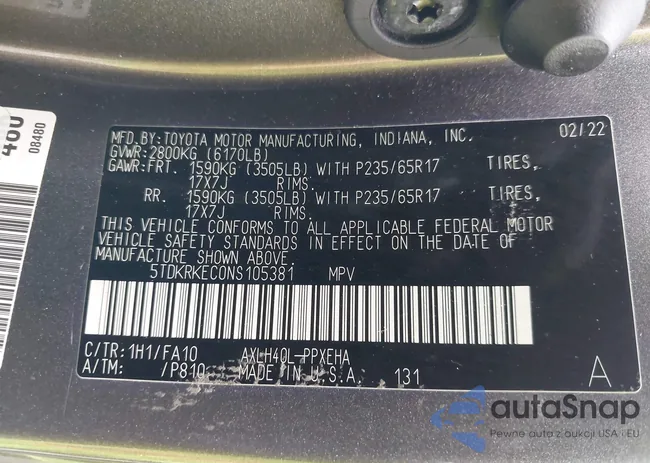 480
08480
MFD.BY:TOYOTA MOTOR MANUFACTURING, INDIANA, INC. 02/22
GVWR:2800KG (6170LB)
GAWR:FRT. 1590KG (3505LB) WITH P235/65R17 TIRES,
17X7J RIMS.
RR. 1590KG (3505LB) WITH P235/65R17 TIRES,
17X7J RIMS.
THIS VEHICLE CONFORMS TO ALL APPLICABLE FEDERAL MOTOR
VEHICLE SAFETY STANDARDS IN EFFECT ON THE DATE OF
MANUFACTURE SHOWN ABOVE.
5TDKRKEC0NS105381 MPV
C/TR:1H1/FA10 AXLH40L-PPXEHA
A/TM: /P810 MADE IN U.S.A. 131 A
autaSnap
Pewne auta z aukcji USA i EU